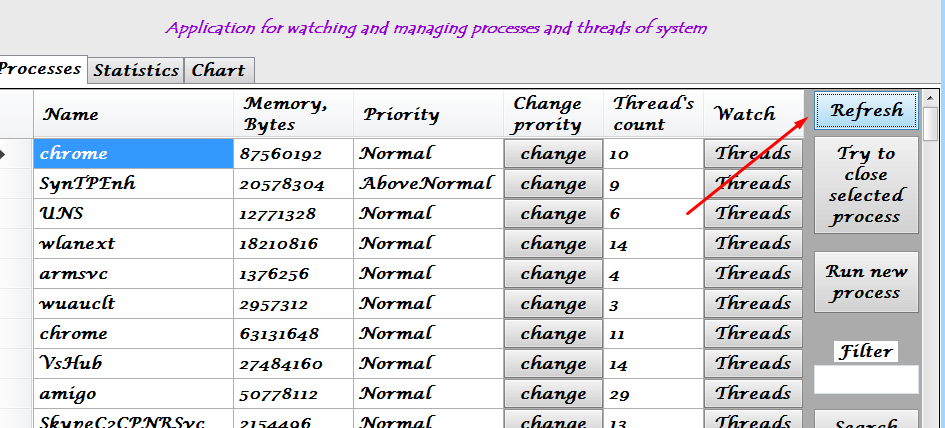 Application for watching and managing processes and threads of system
Processes Statistics Chart
Name Memory, Bytes Priority Change prority Thread's count Watch
chrome 87560192 Normal change 10 Threads
SynTPEnh 20578304 AboveNormal change 9 Threads
UNS 12771328 Normal change 6 Threads
wlanext 18210816 Normal change 14 Threads
armsvc 1376256 Normal change 4 Threads
wuauclt 2957312 Normal change 3 Threads
chrome 63131648 Normal change 11 Threads
VsHub 27484160 Normal change 14 Threads
amigo 50778112 Normal change 29 Threads
SkypeC2CPNRSvc 2154496 Normal change 13 Threads
Refresh
Try to
close
selected
process
Run new
process
Filter
Search